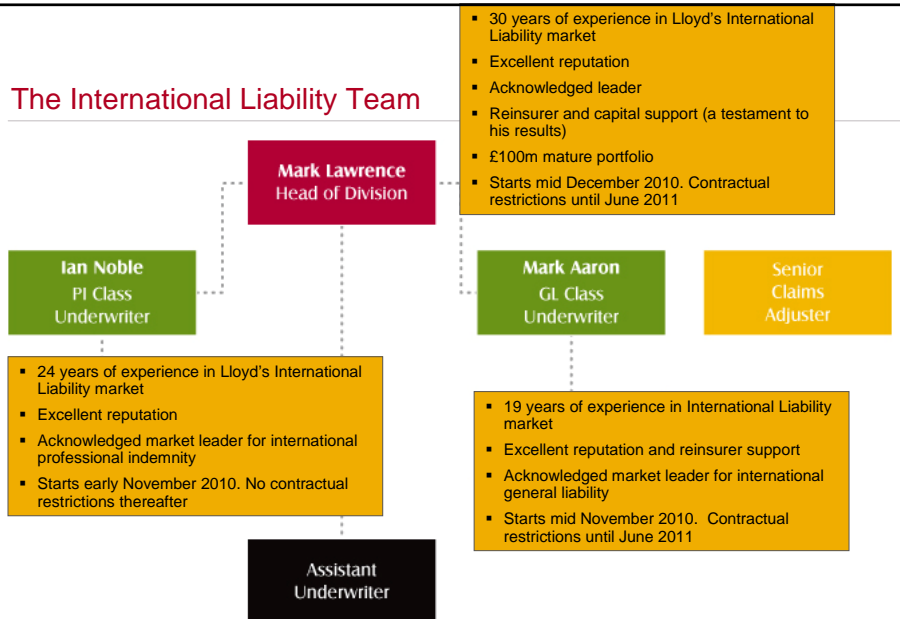 The International Liability Team
▪ 30 years of experience in Lloyd’s International
Liability market
▪ Excellent reputation
▪ Acknowledged leader
▪ Reinsurer and capital support (a testament to
his results)
▪ £100m mature portfolio
▪ Starts mid December 2010. Contractual
restrictions until June 2011
Mark Lawrence
Head of Division
Ian Noble
PI Class
Underwriter
Mark Aaron
GL Class
Underwriter
Senior
Claims
Adjuster
▪ 24 years of experience in Lloyd’s International
Liability market
▪ Excellent reputation
▪ Acknowledged market leader for international
professional indemnity
▪ Starts early November 2010. No contractual
restrictions thereafter
▪ 19 years of experience in International Liability
market
▪ Excellent reputation and reinsurer support
▪ Acknowledged market leader for international
general liability
▪ Starts mid November 2010.  Contractual
restrictions until June 2011
Assistant
Underwriter